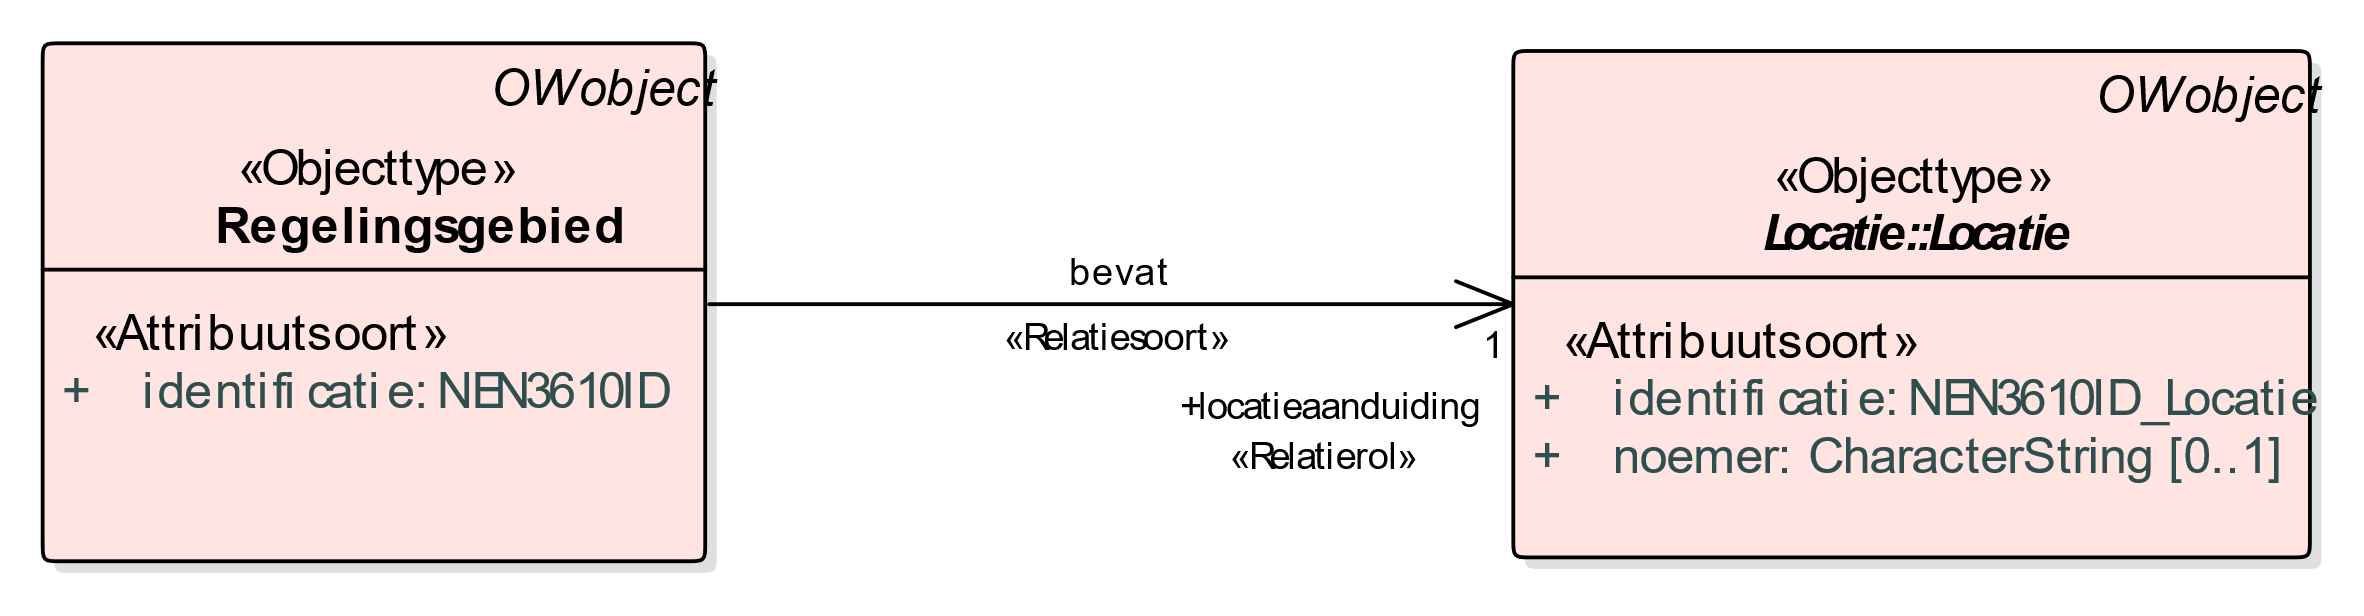 OWobject
«Objecttype»
Regelingsgebied
«Attribuutsoort»
+ identificatie: NEN3610ID
bevat
«Relatiesoort»
1
+locatieaanduiding
«Relatierol»
OWobject
«Objecttype»
Locatie::Locatie
«Attribuutsoort»
+ identificatie: NEN3610ID_Locatie
+ noemer: CharacterString [0..1]